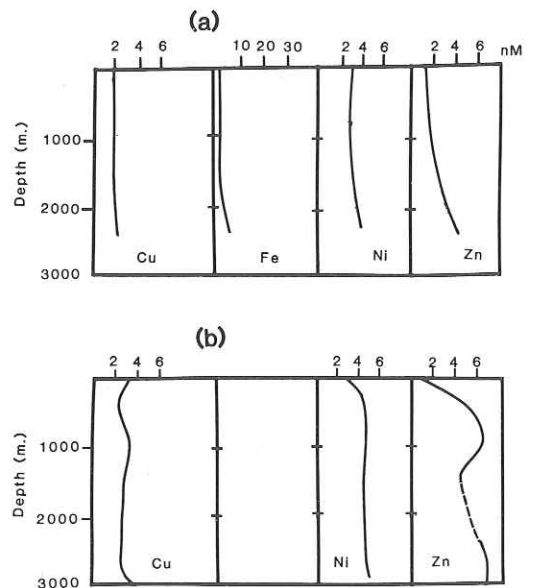 (a)
2 4 6 10 20 30 2 4 6 2 4 6 nM
Depth (m.)
1000
2000
3000
Cu Fe Ni Zn
(b)
2 4 6 2 4 6 2 4 6
Depth (m.)
1000
2000
3000
Cu Ni Zn